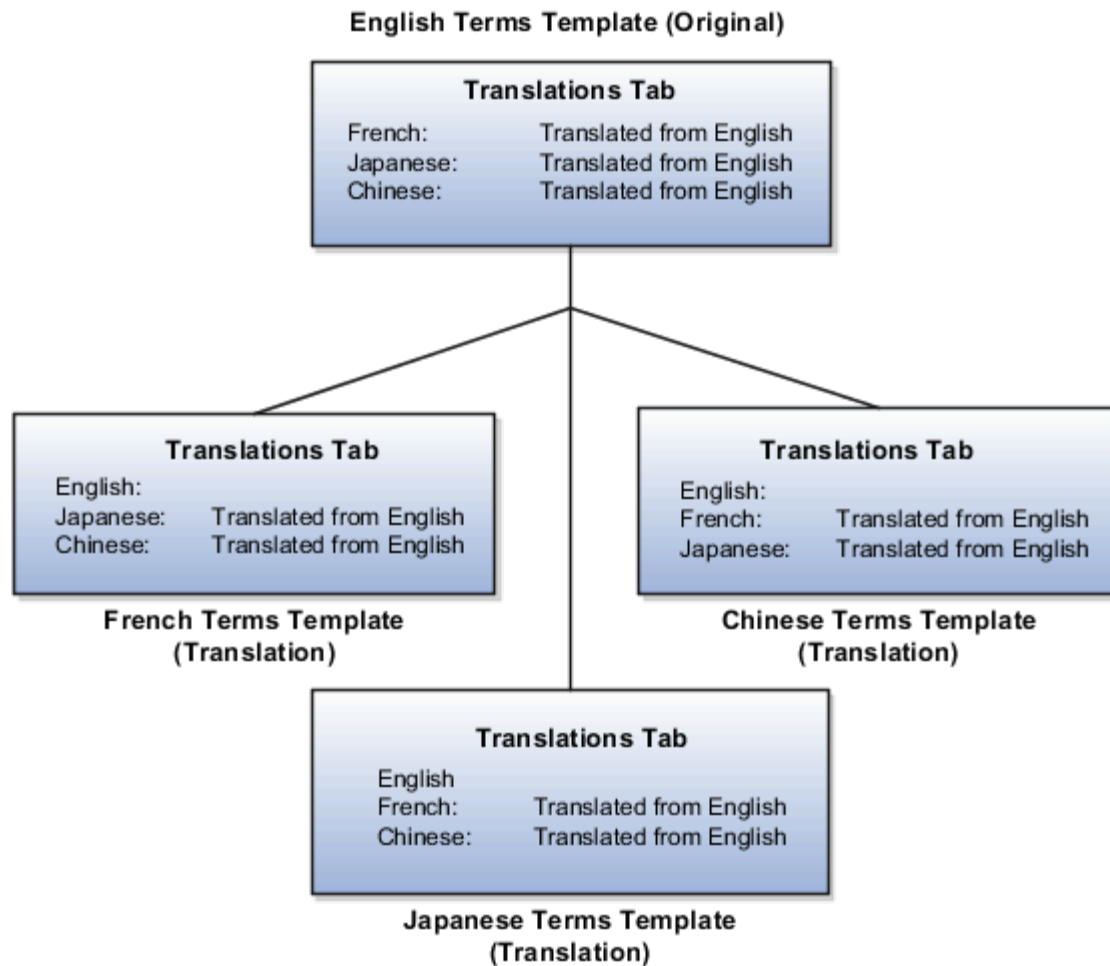 English Terms Template (Original)
Translations Tab
French: Translated from English
Japanese: Translated from English
Chinese: Translated from English
Translations Tab
English:
Japanese: Translated from English
Chinese: Translated from English
French Terms Template
(Translation)
Translations Tab
English:
French: Translated from English
Japanese: Translated from English
Chinese Terms Template
(Translation)
Translations Tab
English
French: Translated from English
Chinese: Translated from English
Japanese Terms Template
(Translation)